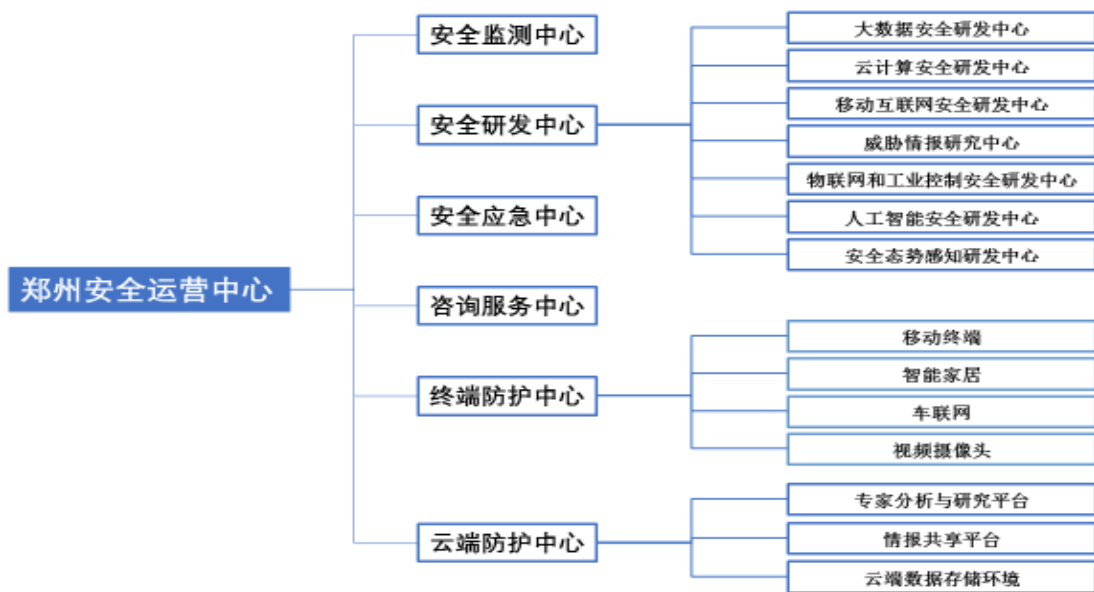 郑州安全运营中心
安全监测中心
安全研发中心
大数据安全研发中心
云计算安全研发中心
移动互联网安全研发中心
威胁情报研究中心
物联网和工业控制安全研发中心
人工智能安全研发中心
安全态势感知研发中心
安全应急中心
咨询服务中心
终端防护中心
移动终端
智能家居
车联网
视频摄像头
云端防护中心
专家分析与研究平台
情报共享平台
云端数据存储环境